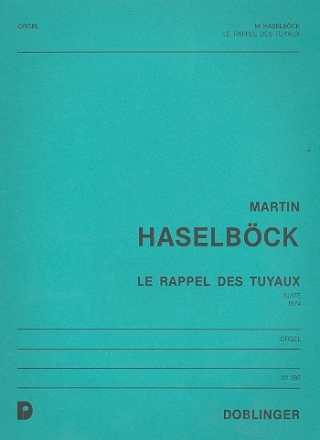 ORGEL
M. HASELBÖCK
LE RAPPEL DES TUYAUX
MARTIN
HASELBÖCK
LE RAPPEL DES TUYAUX
SUITE
1974
ORGEL
D
DOBLINGER